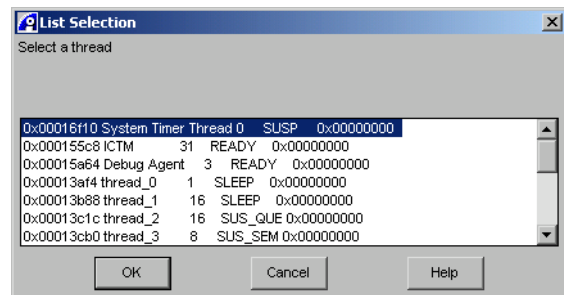 List Selection
Select a thread
0x00016f10 System Timer Thread 0 SUSP 0x00000000
0x000155c8 ICTM 31 READY 0x00000000
0x00015a64 Debug Agent 3 READY 0x00000000
0x00013af4 thread_0 1 SLEEP 0x00000000
0x00013b88 thread_1 16 SLEEP 0x00000000
0x00013c1c thread_2 16 SUS_QUE 0x00000000
0x00013cb0 thread_3 8 SUS_SEM 0x00000000
OK Cancel Help